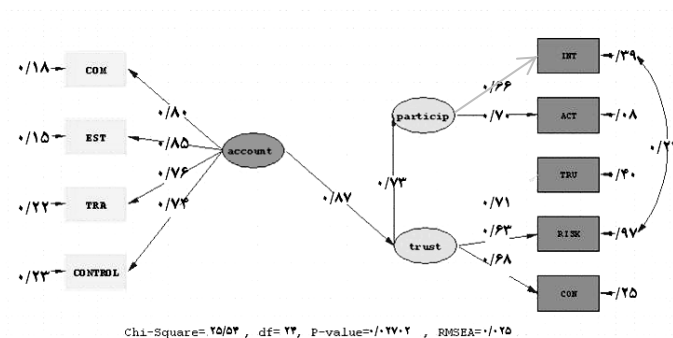 ۰/۱۸
COM
۰/۸۰
۰/۱۵
EST
۰/۸۵
۰/۲۲
TRA
۰/۷۶
۰/۷۴
۰/۲۳
CONTROL
account
۰/۸۷
particip
۰/۷۳
trust
۰/۶۶
INT
۰/۳۹
۰/۷۰
ACT
۰/۰۸
۰/۷۱
TRU
۰/۴۰
۰/۶۳
RISK
۰/۹۷
۰/۶۸
CON
۰/۲۵
Chi-Square= ۲۵/۵۴ , df= ۲۴, P-value=۰/۰۲۷۰۲ , RMSEA=۰/۰۲۵